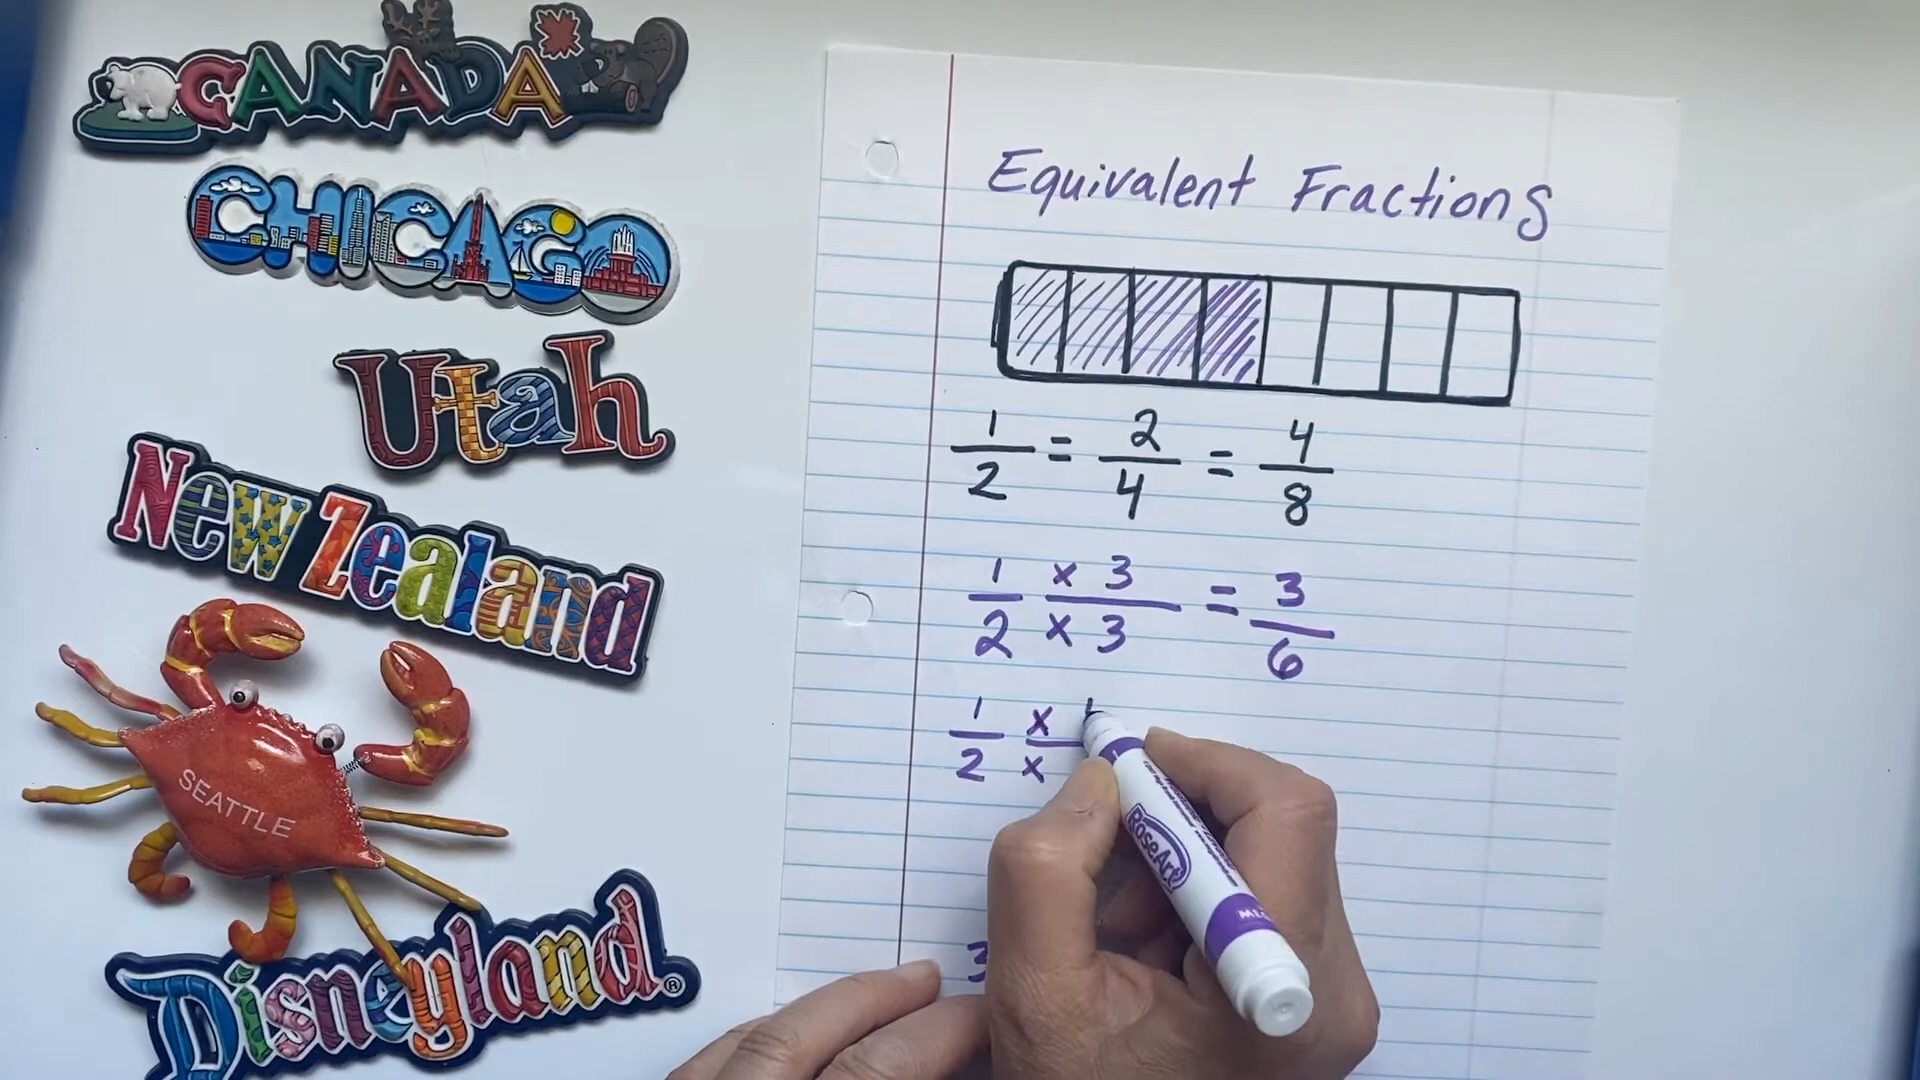 CANADA
CHICAGO
Utah
New Zealand
SEATTLE
Disneyland®
Equivalent Fractions
1/2 = 2/4 = 4/8
1/2 x 3/x 3 = 3/6
1/2 x/x
3
RoseArt